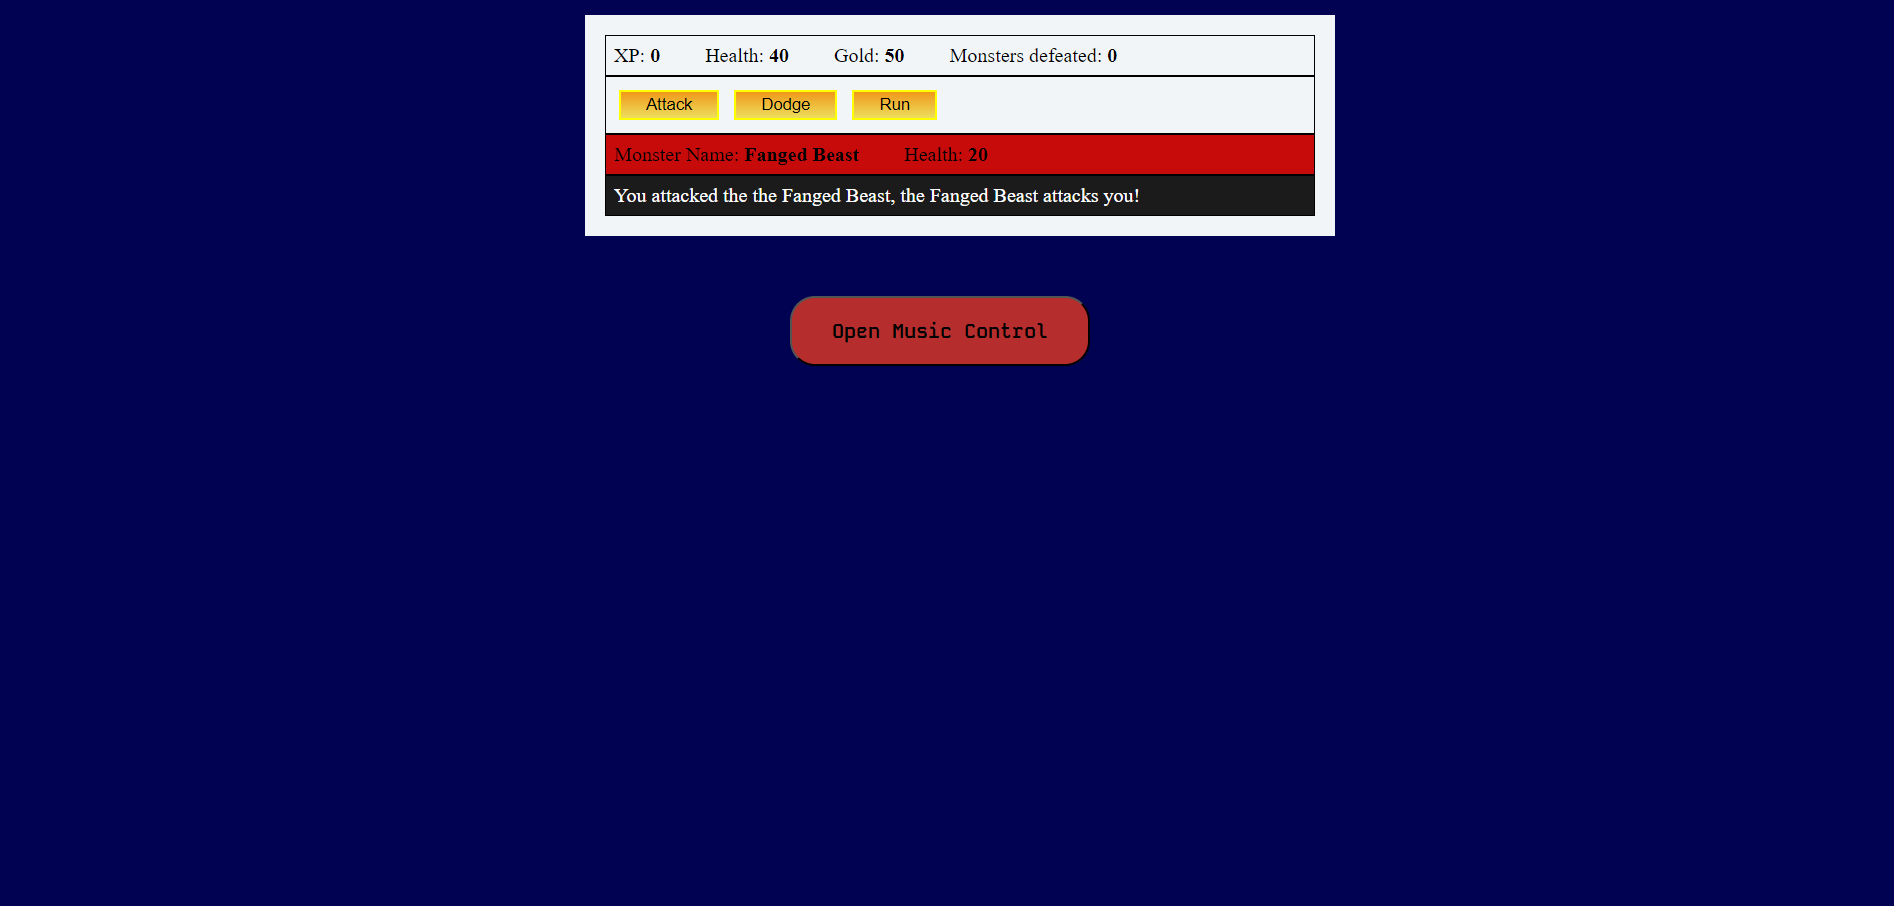 XP: 0 Health: 40 Gold: 50 Monsters defeated: 0
Attack Dodge Run
Monster Name: Fanged Beast Health: 20
You attacked the the Fanged Beast, the Fanged Beast attacks you!
Open Music Control